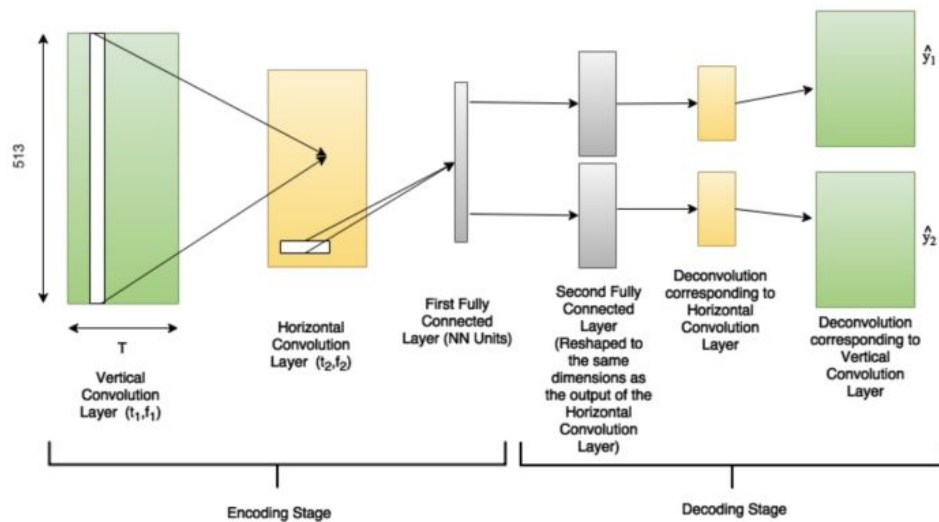 513
T
Vertical
Convolution
Layer (t₁,f₁)
Horizontal
Convolution
Layer (t₂,f₂)
First Fully
Connected
Layer (NN Units)
Second Fully
Connected
Layer
(Reshaped to
the same
dimensions as
the output of the
Horizontal
Convolution
Layer)
Deconvolution
corresponding to
Horizontal
Convolution
Layer
ŷ₁
ŷ₂
Deconvolution
corresponding to
Vertical
Convolution
Layer
Encoding Stage
Decoding Stage